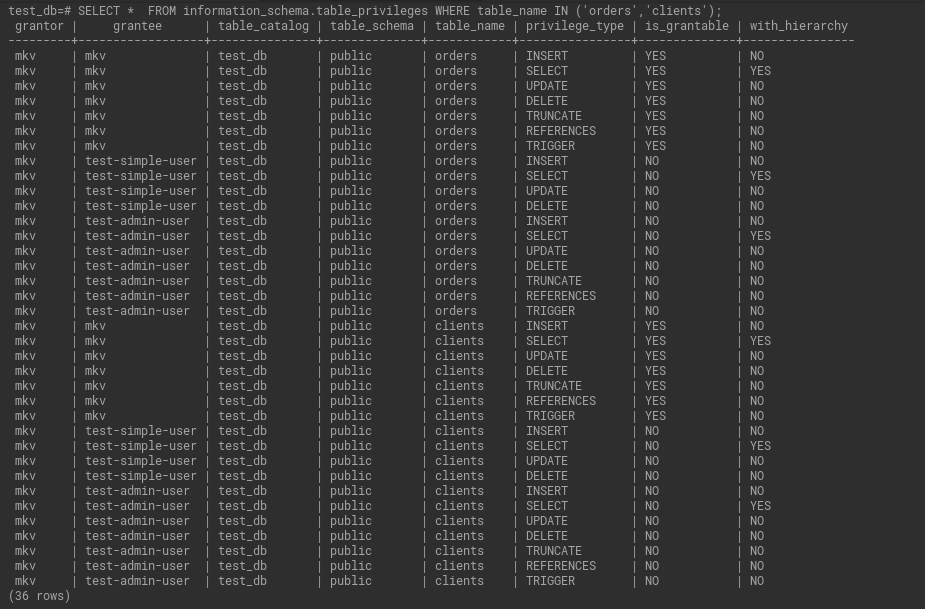 test_db=# SELECT *  FROM information_schema.table_privileges WHERE table_name IN ('orders','clients');
 grantor |     grantee      | table_catalog | table_schema | table_name | privilege_type | is_grantable | with_hierarchy
---------+------------------+---------------+--------------+------------+----------------+--------------+----------------
 mkv     | mkv              | test_db       | public       | orders     | INSERT         | YES          | NO
 mkv     | mkv              | test_db       | public       | orders     | SELECT         | YES          | YES
 mkv     | mkv              | test_db       | public       | orders     | UPDATE         | YES          | NO
 mkv     | mkv              | test_db       | public       | orders     | DELETE         | YES          | NO
 mkv     | mkv              | test_db       | public       | orders     | TRUNCATE       | YES          | NO
 mkv     | mkv              | test_db       | public       | orders     | REFERENCES     | YES          | NO
 mkv     | mkv              | test_db       | public       | orders     | TRIGGER        | YES          | NO
 mkv     | test-simple-user | test_db       | public       | orders     | INSERT         | NO           | NO
 mkv     | test-simple-user | test_db       | public       | orders     | SELECT         | NO           | YES
 mkv     | test-simple-user | test_db       | public       | orders     | UPDATE         | NO           | NO
 mkv     | test-simple-user | test_db       | public       | orders     | DELETE         | NO           | NO
 mkv     | test-admin-user  | test_db       | public       | orders     | INSERT         | NO           | NO
 mkv     | test-admin-user  | test_db       | public       | orders     | SELECT         | NO           | YES
 mkv     | test-admin-user  | test_db       | public       | orders     | UPDATE         | NO           | NO
 mkv     | test-admin-user  | test_db       | public       | orders     | DELETE         | NO           | NO
 mkv     | test-admin-user  | test_db       | public       | orders     | TRUNCATE       | NO           | NO
 mkv     | test-admin-user  | test_db       | public       | orders     | REFERENCES     | NO           | NO
 mkv     | test-admin-user  | test_db       | public       | orders     | TRIGGER        | NO           | NO
 mkv     | mkv              | test_db       | public       | clients    | INSERT         | YES          | NO
 mkv     | mkv              | test_db       | public       | clients    | SELECT         | YES          | YES
 mkv     | mkv              | test_db       | public       | clients    | UPDATE         | YES          | NO
 mkv     | mkv              | test_db       | public       | clients    | DELETE         | YES          | NO
 mkv     | mkv              | test_db       | public       | clients    | TRUNCATE       | YES          | NO
 mkv     | mkv              | test_db       | public       | clients    | REFERENCES     | YES          | NO
 mkv     | mkv              | test_db       | public       | clients    | TRIGGER        | YES          | NO
 mkv     | test-simple-user | test_db       | public       | clients    | INSERT         | NO           | NO
 mkv     | test-simple-user | test_db       | public       | clients    | SELECT         | NO           | YES
 mkv     | test-simple-user | test_db       | public       | clients    | UPDATE         | NO           | NO
 mkv     | test-simple-user | test_db       | public       | clients    | DELETE         | NO           | NO
 mkv     | test-admin-user  | test_db       | public       | clients    | INSERT         | NO           | NO
 mkv     | test-admin-user  | test_db       | public       | clients    | SELECT         | NO           | YES
 mkv     | test-admin-user  | test_db       | public       | clients    | UPDATE         | NO           | NO
 mkv     | test-admin-user  | test_db       | public       | clients    | DELETE         | NO           | NO
 mkv     | test-admin-user  | test_db       | public       | clients    | TRUNCATE       | NO           | NO
 mkv     | test-admin-user  | test_db       | public       | clients    | REFERENCES     | NO           | NO
 mkv     | test-admin-user  | test_db       | public       | clients    | TRIGGER        | NO           | NO
(36 rows)